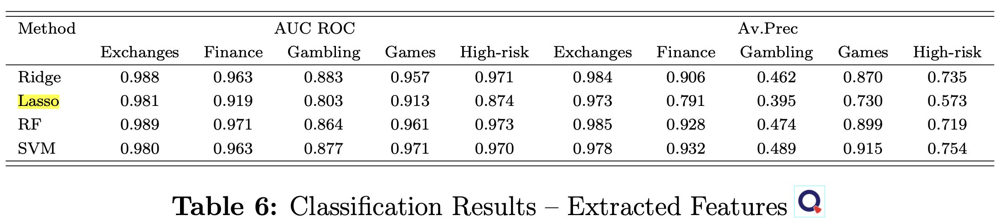 Method AUC ROC Av.Prec
Exchanges Finance Gambling Games High-risk Exchanges Finance Gambling Games High-risk
Ridge 0.988 0.963 0.883 0.957 0.971 0.984 0.906 0.462 0.870 0.735
Lasso 0.981 0.919 0.803 0.913 0.874 0.973 0.791 0.395 0.730 0.573
RF 0.989 0.971 0.864 0.961 0.973 0.985 0.928 0.474 0.899 0.719
SVM 0.980 0.963 0.877 0.971 0.970 0.978 0.932 0.489 0.915 0.754
Table 6: Classification Results – Extracted Features